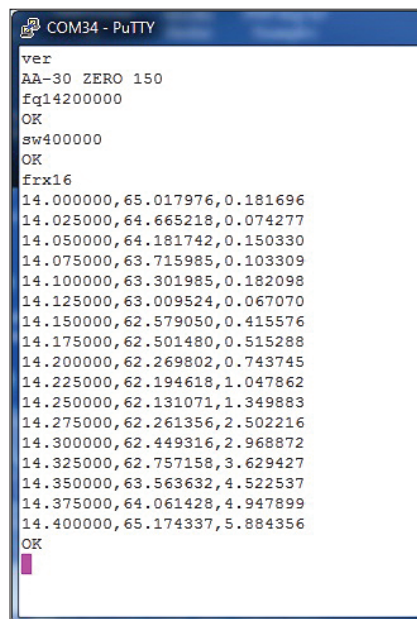 COM34 - PuTTY
ver
AA-30 ZERO 150
fq14200000
OK
sw400000
OK
frx16
14.000000,65.017976,0.181696
14.025000,64.665218,0.074277
14.050000,64.181742,0.150330
14.075000,63.715985,0.103309
14.100000,63.301985,0.182098
14.125000,63.009524,0.067070
14.150000,62.579050,0.415576
14.175000,62.501480,0.515288
14.200000,62.269802,0.743745
14.225000,62.194618,1.047862
14.250000,62.131071,1.349883
14.275000,62.261356,2.502216
14.300000,62.449316,2.968872
14.325000,62.757158,3.629427
14.350000,63.563632,4.522537
14.375000,64.061428,4.947899
14.400000,65.174337,5.884356
OK